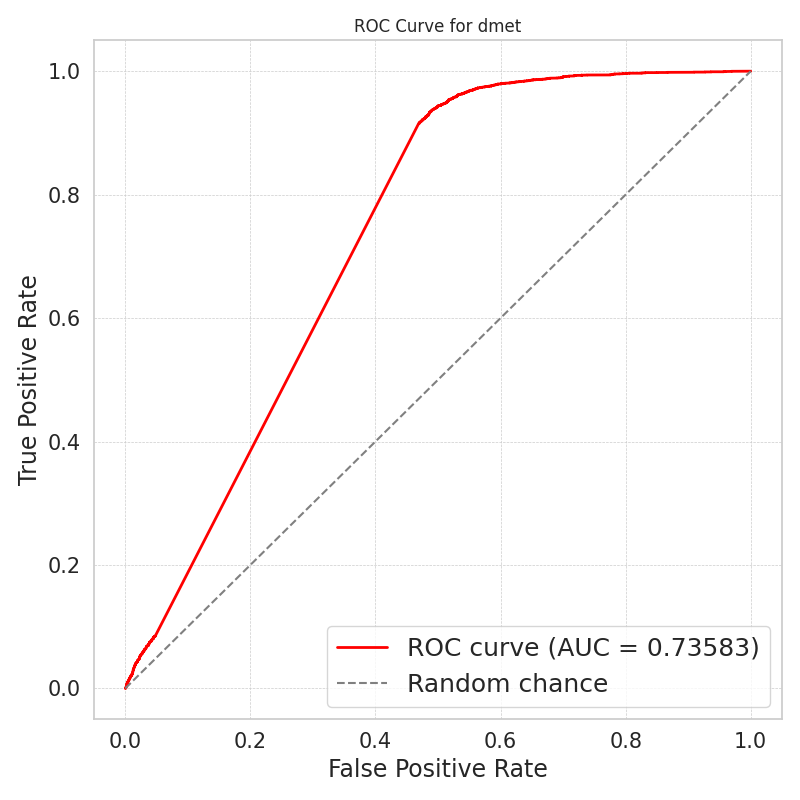 ROC Curve for dmet
1.0
0.8
0.6
0.4
0.2
0.0
True Positive Rate
ROC curve (AUC = 0.73583)
Random chance
0.0 0.2 0.4 0.6 0.8 1.0
False Positive Rate